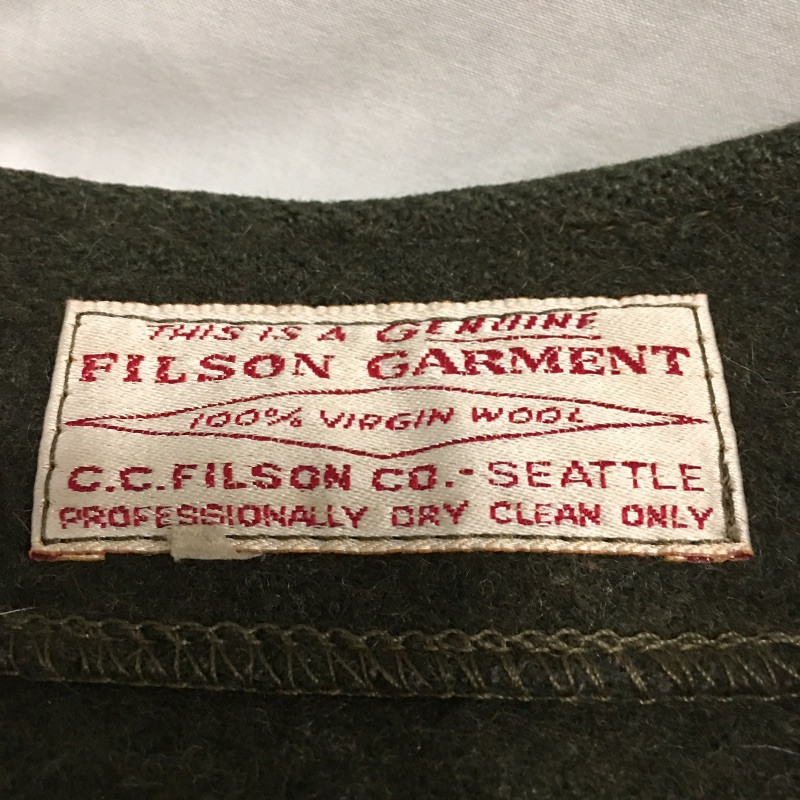 THIS IS A GENUINE
FILSON GARMENT
100% VIRGIN WOOL
C.C. FILSON CO.-SEATTLE
PROFESSIONALLY DRY CLEAN ONLY